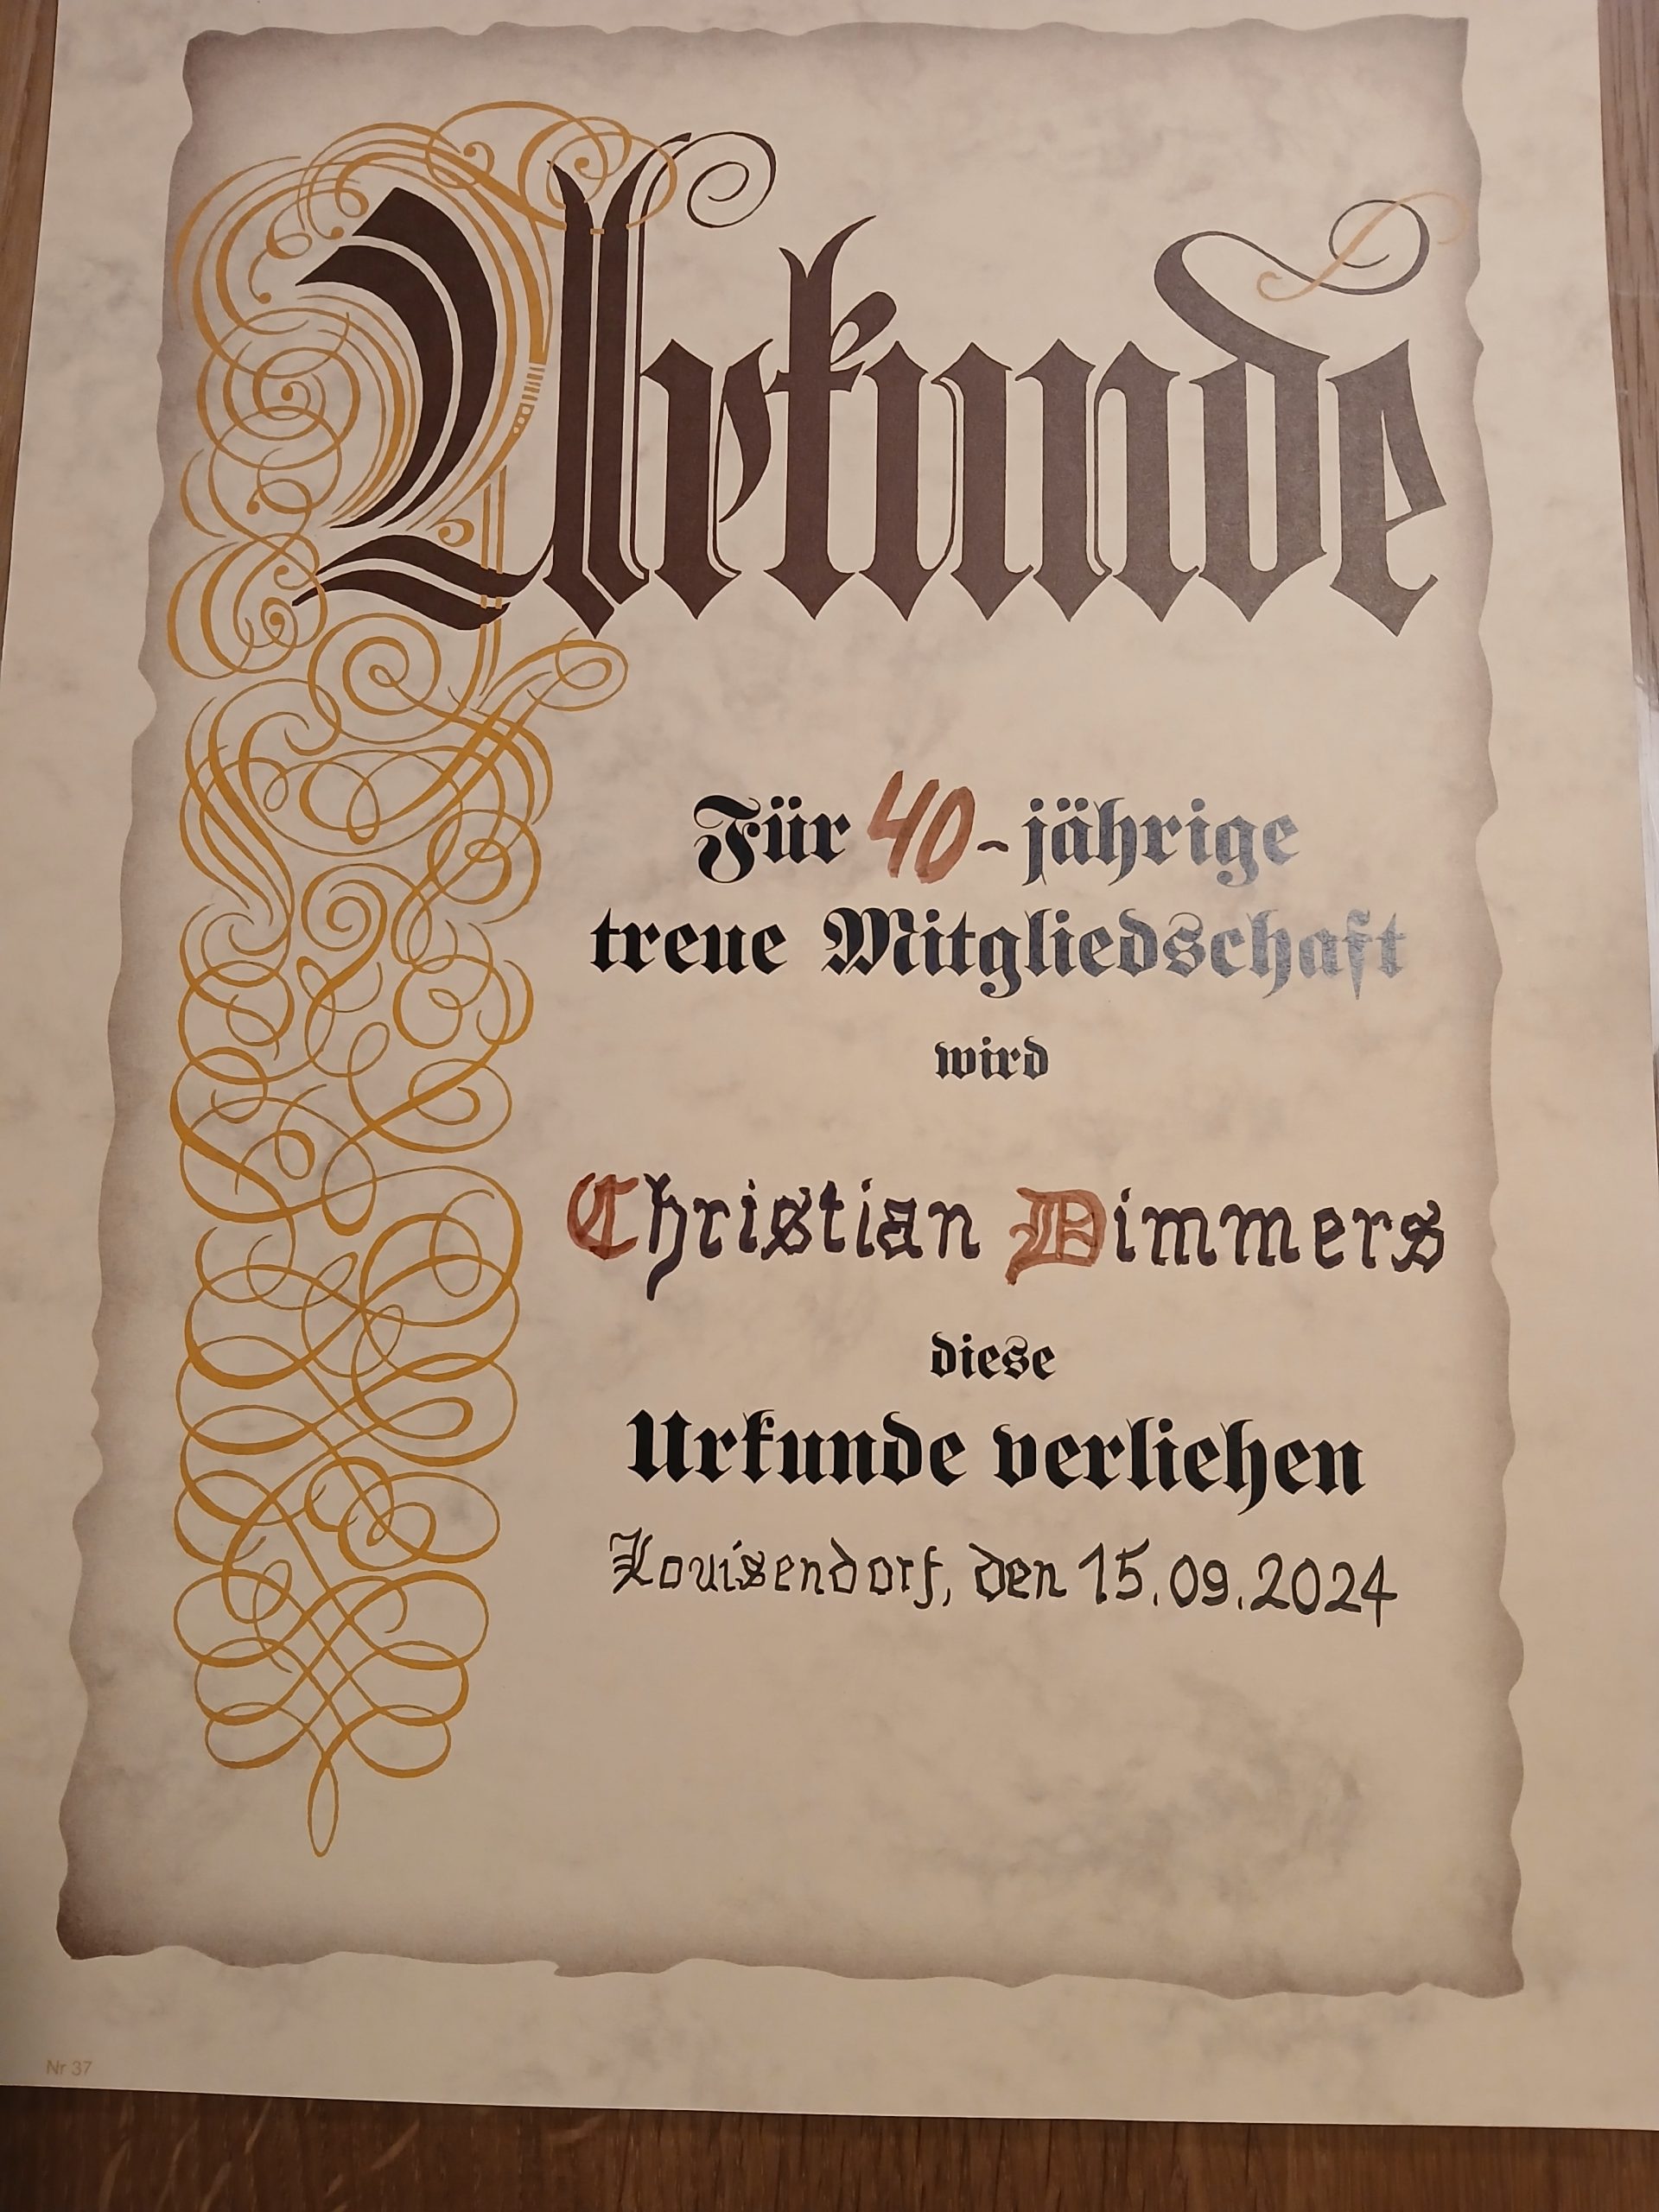 Urkunde
Für 40-jährige
treue Mitgliedschaft
wird
Christian Dimmers
diese
Urkunde verliehen
Louisendorf, den 15.09.2024
Nr 37